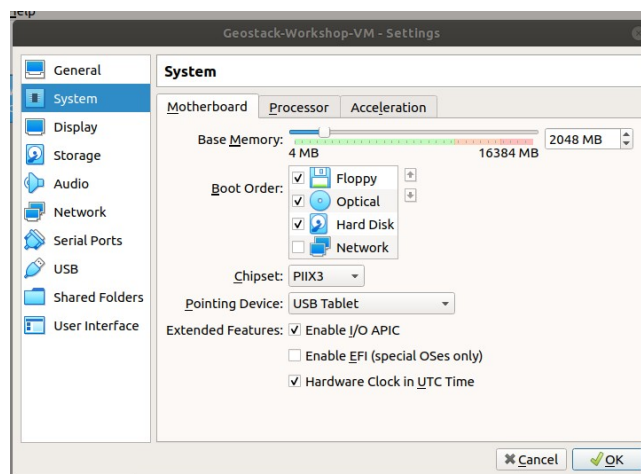 Help
Geostack-Workshop-VM - Settings
General
System
Display
Storage
Audio
Network
Serial Ports
USB
Shared Folders
User Interface
System
Motherboard Processor Acceleration
Base Memory: 2048 MB
4 MB 16384 MB
Boot Order: Floppy
Optical
Hard Disk
Network
Chipset: PIIX3
Pointing Device: USB Tablet
Extended Features: Enable I/O APIC
Enable EFI (special OSes only)
Hardware Clock in UTC Time
Cancel OK